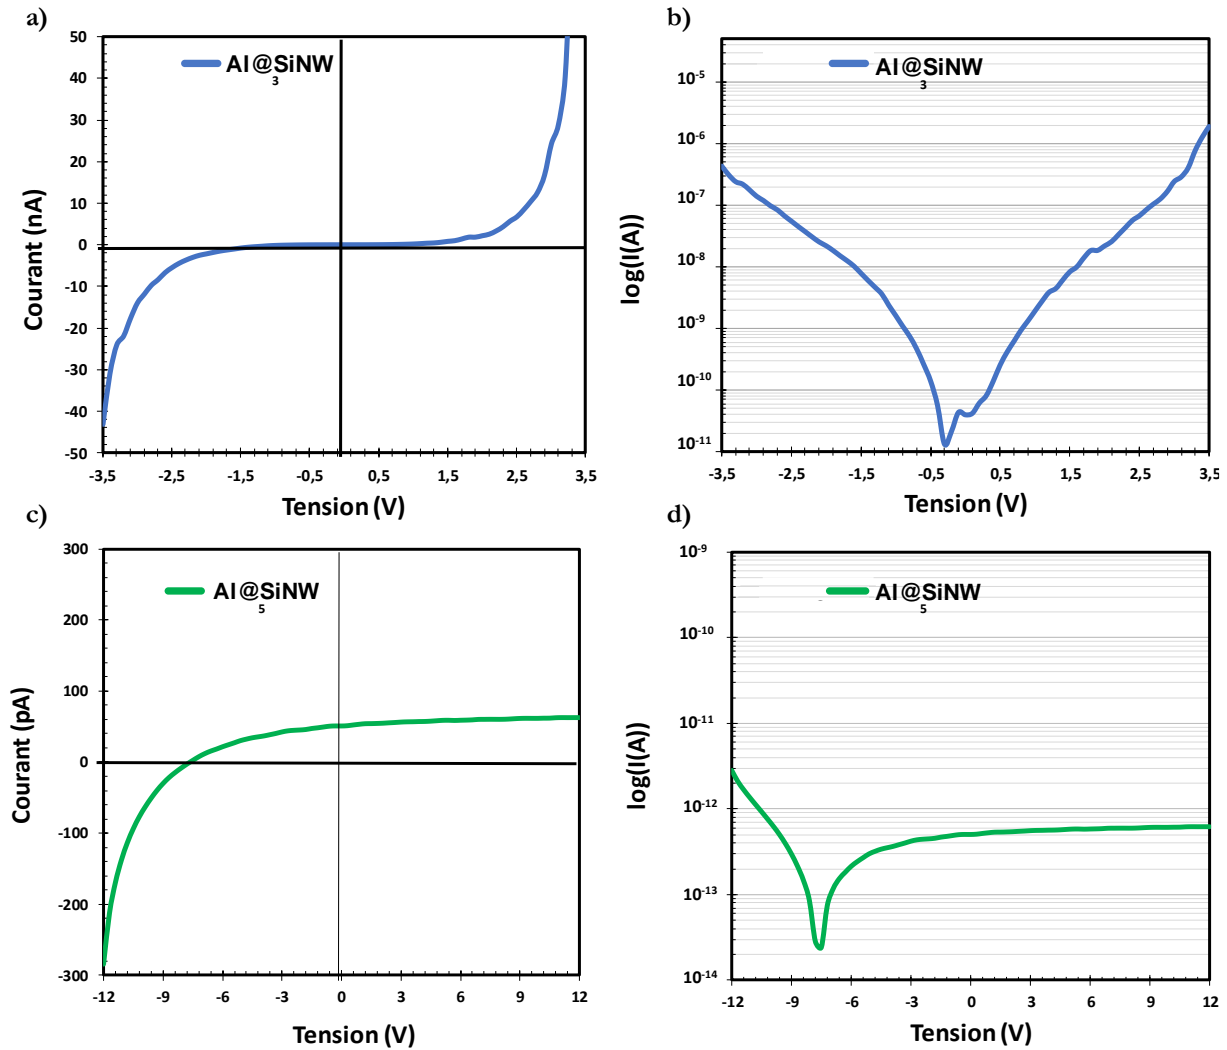 a)
50
40
30
20
10
0
-10
-20
-30
-40
-50
Al@SiNW
3
Courant (nA)
-3,5 -2,5 -1,5 -0,5 0,5 1,5 2,5 3,5
Tension (V)
b)
10-5
10-6
10-7
10-8
10-9
10-10
10-11
Al@SiNW
3
log(I(A))
-3,5 -2,5 -1,5 -0,5 0,5 1,5 2,5 3,5
Tension (V)
c)
300
200
100
0
-100
-200
-300
Al@SiNW
5
Courant (pA)
-12 -9 -6 -3 0 3 6 9 12
Tension (V)
d)
10-9
10-10
10-11
10-12
10-13
10-14
Al@SiNW
5
log(I(A))
-12 -9 -6 -3 0 3 6 9 12
Tension (V)